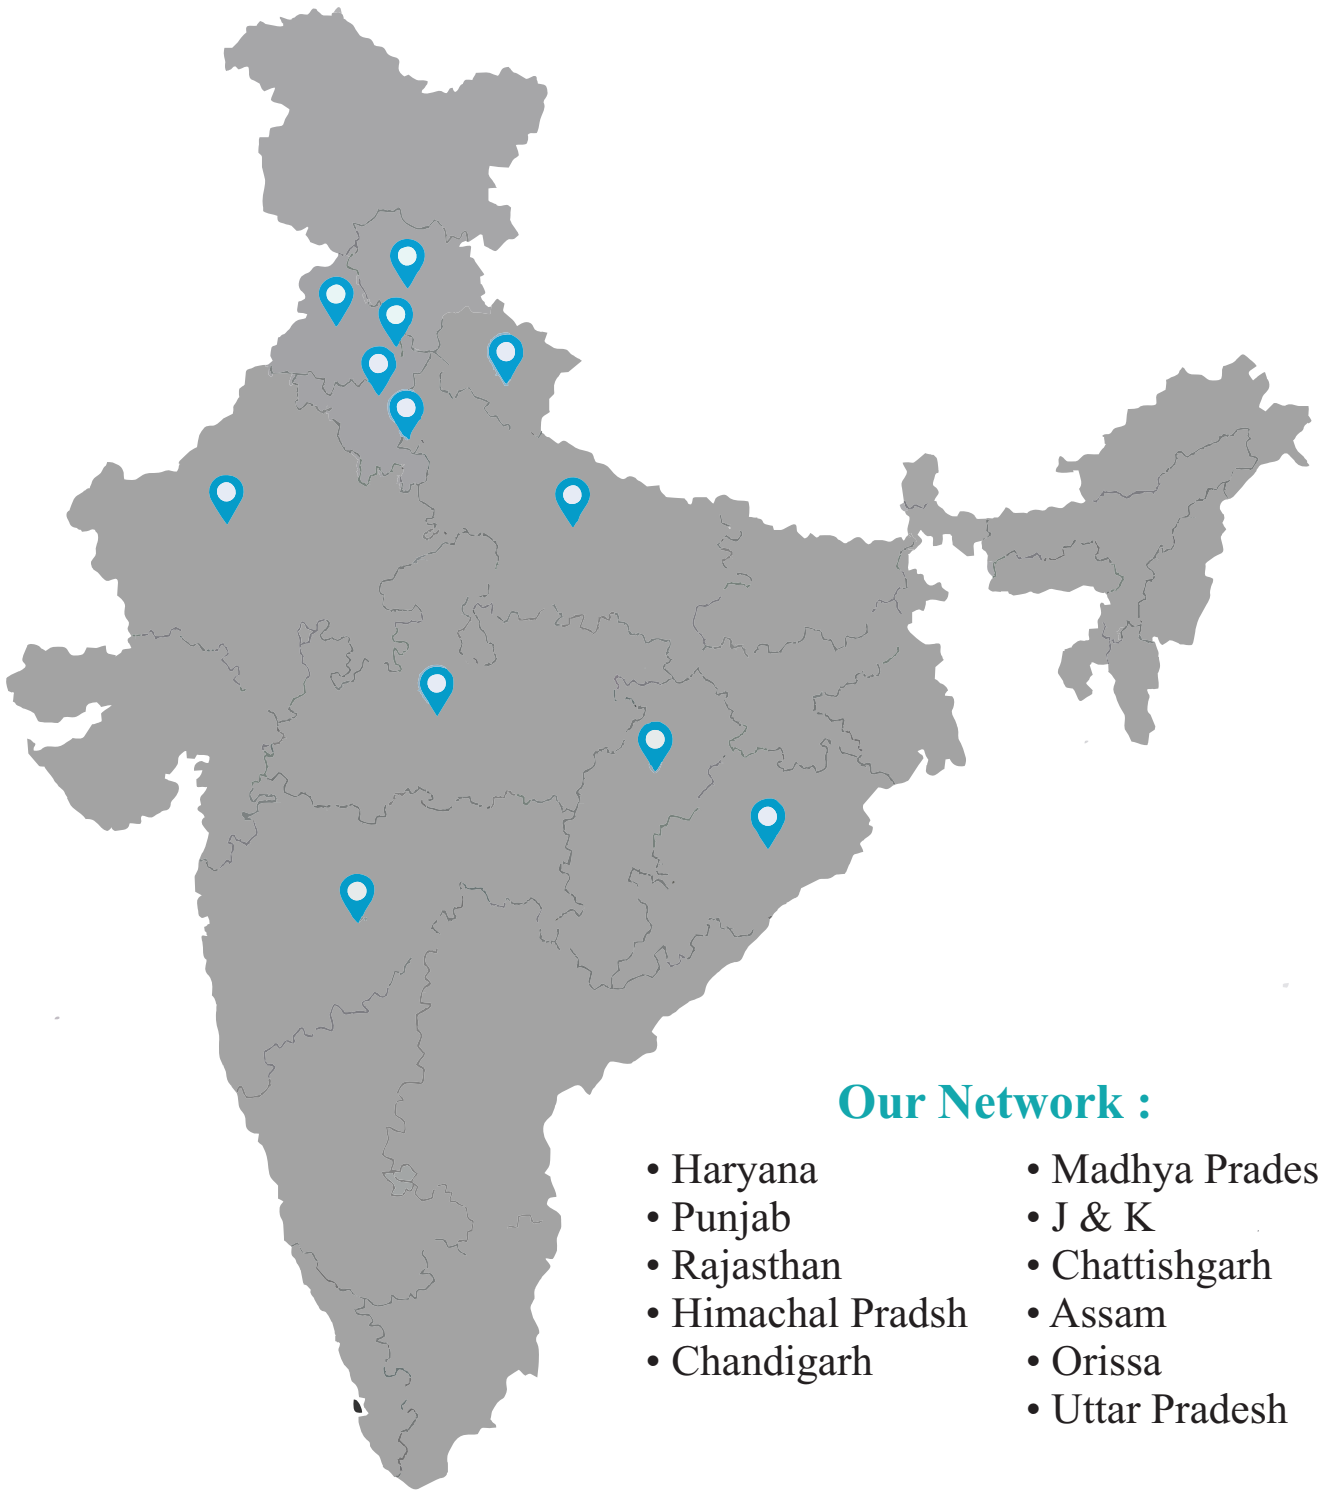 Our Network :
• Haryana
• Punjab
• Rajasthan
• Himachal Pradsh
• Chandigarh
• Madhya Prades
• J & K
• Chattishgarh
• Assam
• Orissa
• Uttar Pradesh